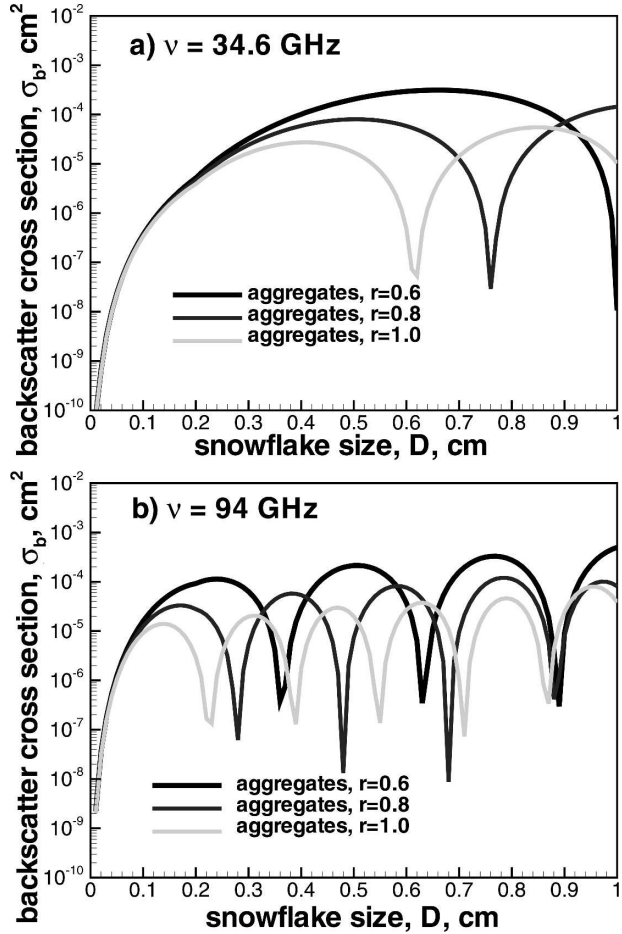 a) ν = 34.6 GHz
backscatter cross section, σb, cm²
10⁻²
10⁻³
10⁻⁴
10⁻⁵
10⁻⁶
10⁻⁷
10⁻⁸
10⁻⁹
10⁻¹⁰
aggregates, r=0.6
aggregates, r=0.8
aggregates, r=1.0
0 0.1 0.2 0.3 0.4 0.5 0.6 0.7 0.8 0.9 1
snowflake size, D, cm
b) ν = 94 GHz
backscatter cross section, σb, cm²
10⁻²
10⁻³
10⁻⁴
10⁻⁵
10⁻⁶
10⁻⁷
10⁻⁸
10⁻⁹
10⁻¹⁰
aggregates, r=0.6
aggregates, r=0.8
aggregates, r=1.0
0 0.1 0.2 0.3 0.4 0.5 0.6 0.7 0.8 0.9 1
snowflake size, D, cm